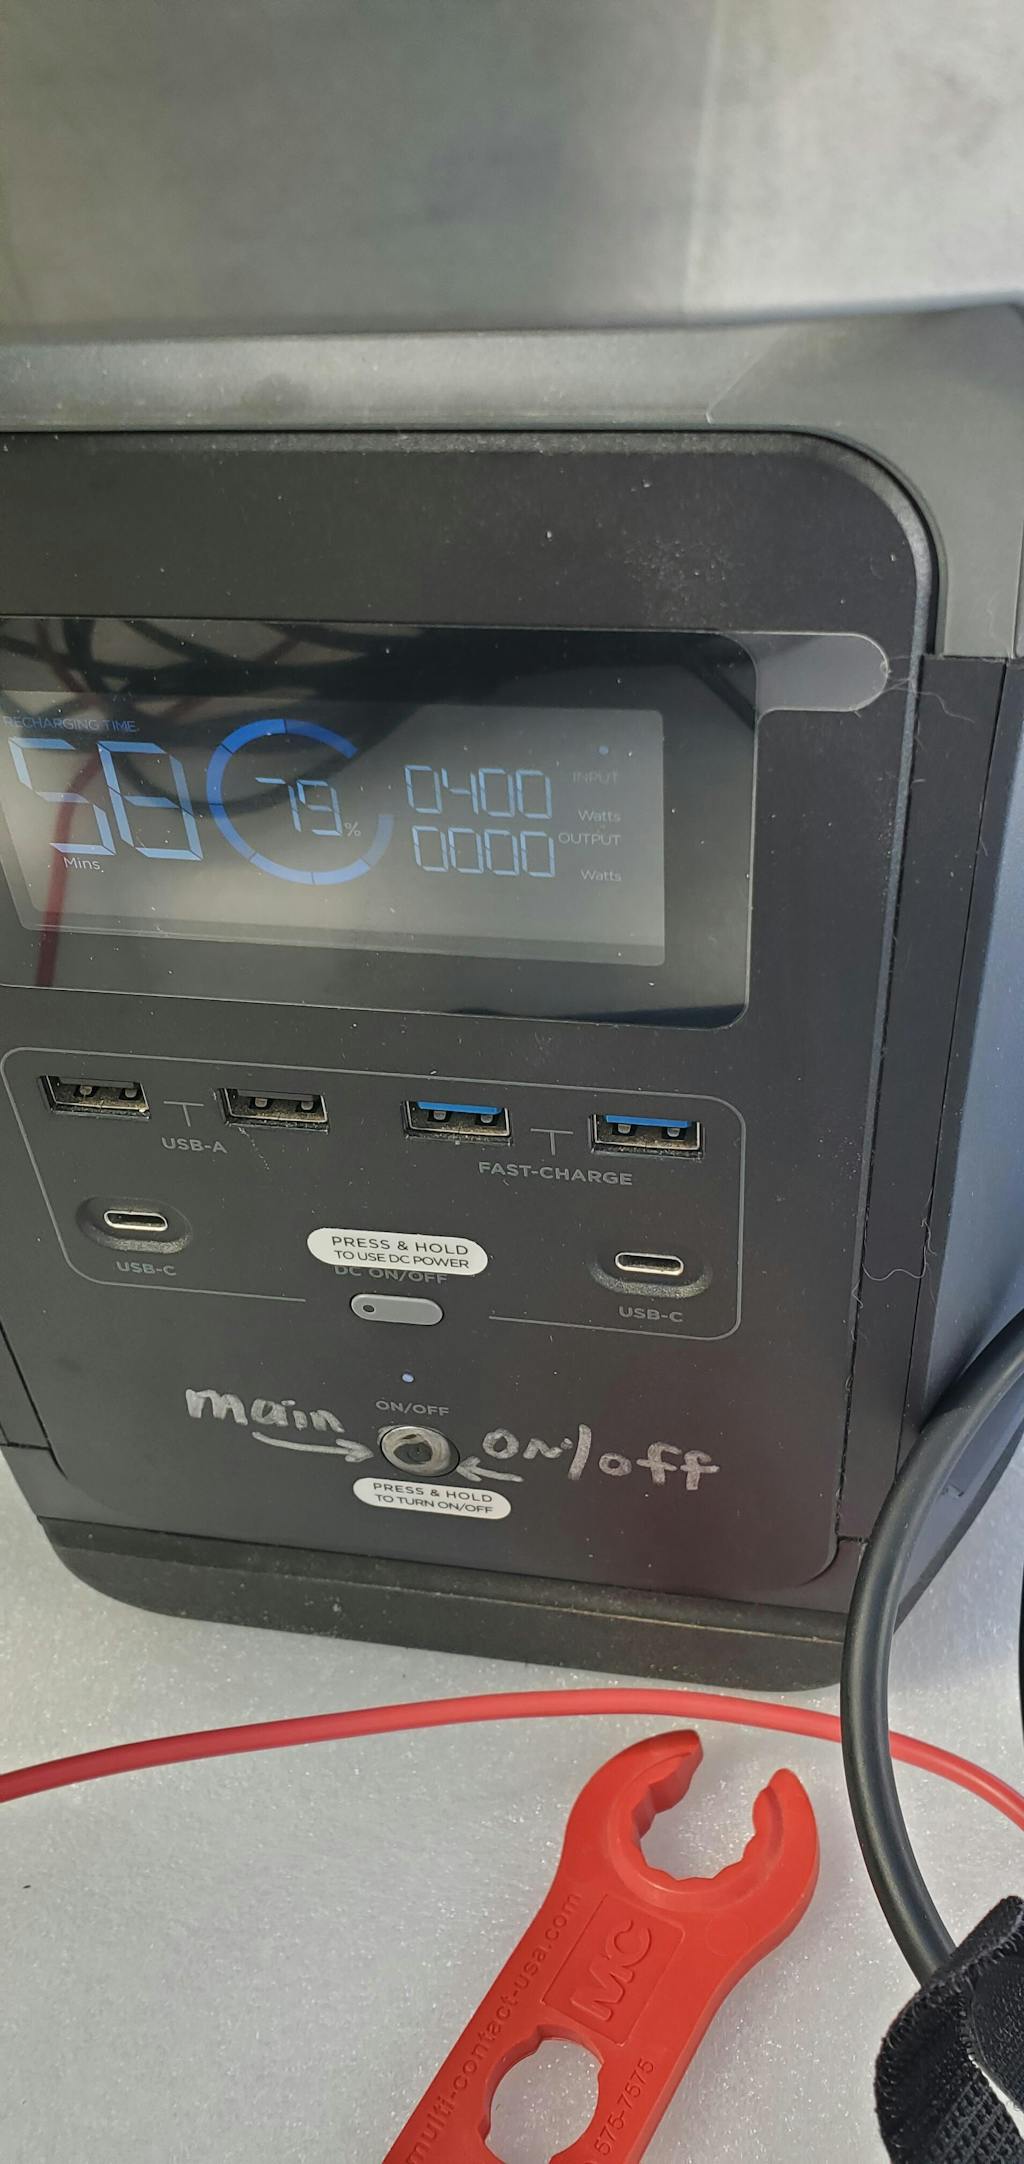 RECHARGING TIME
58
Mins
79%
0400
INPUT
Watts
0000
OUTPUT
Watts
USB-A
FAST-CHARGE
USB-C
PRESS & HOLD
TO USE DC POWER
DC ON/OFF
USB-C
ON/OFF
main
on/off
PRESS & HOLD
TO TURN ON/OFF
multi-contact-usa.com
MC
675-7575